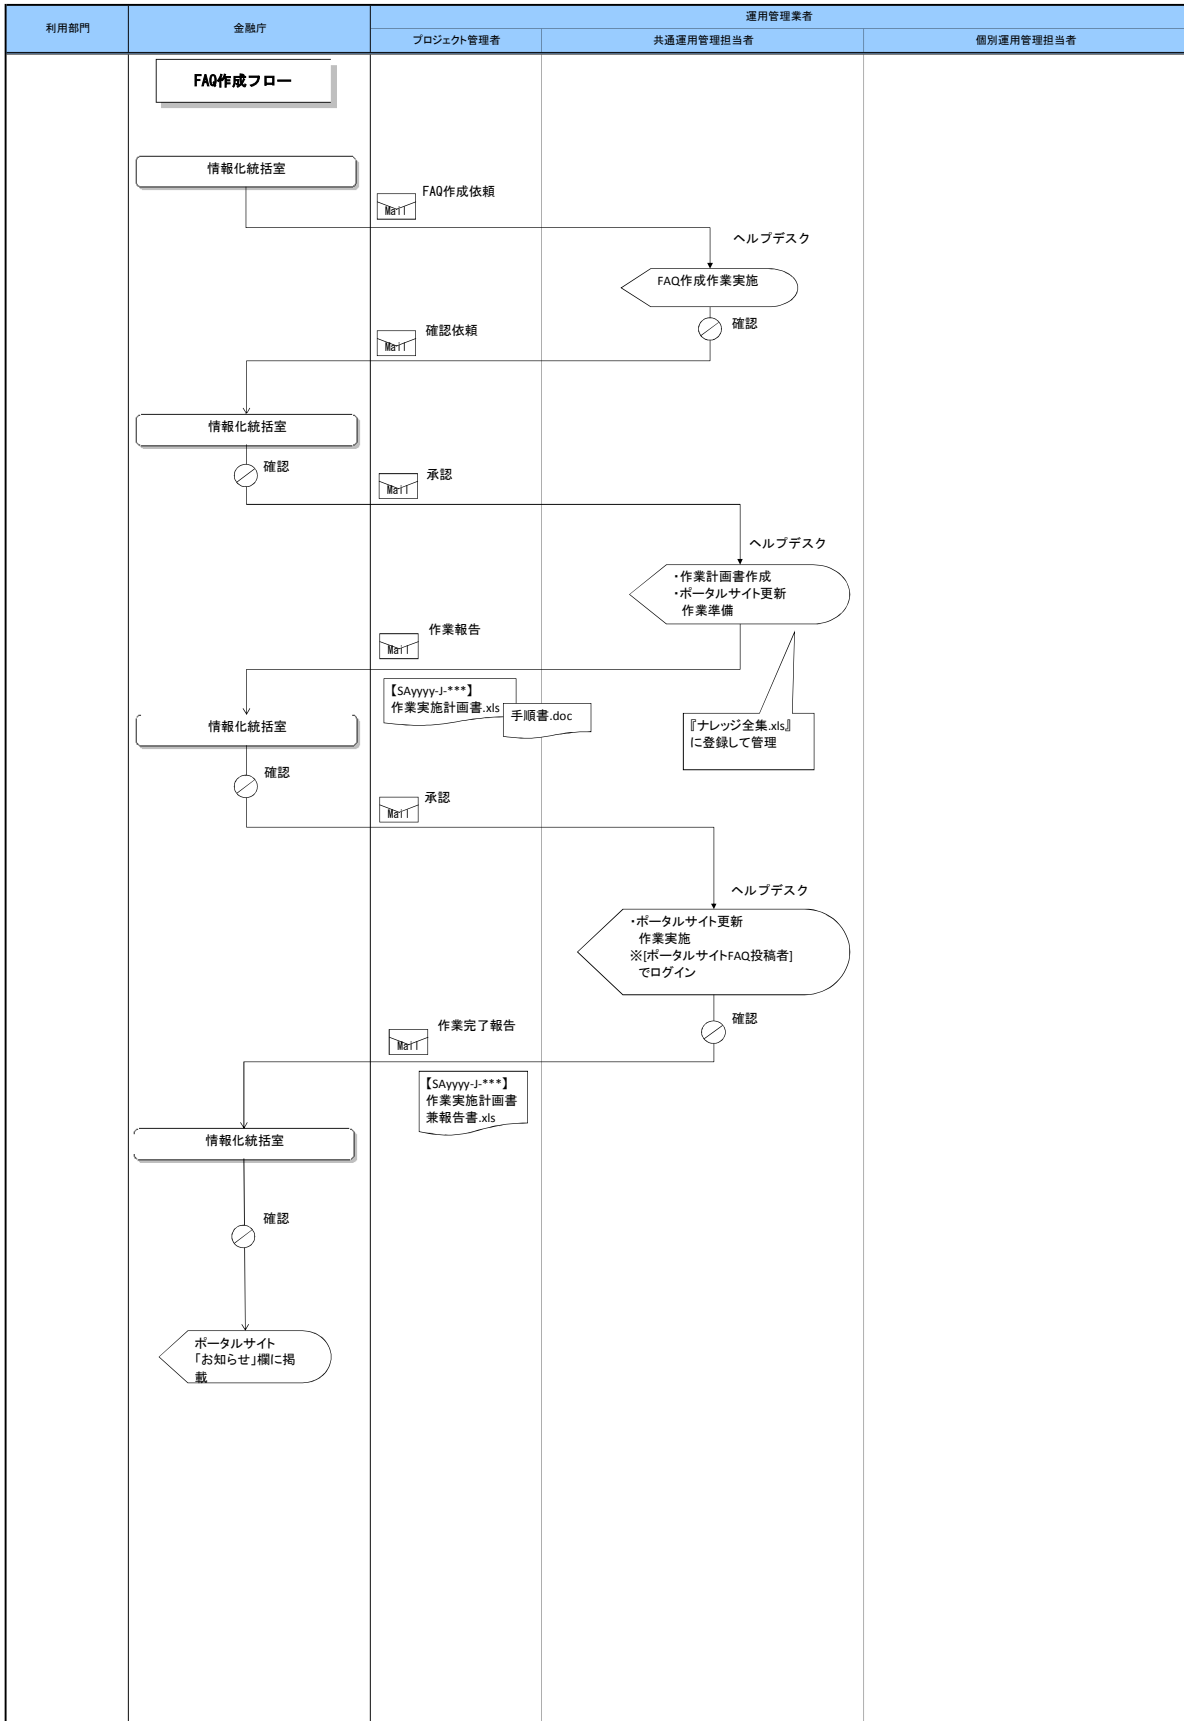 利用部門
金融庁
運用管理業者
プロジェクト管理者
共通運用管理担当者
個別運用管理担当者
FAQ作成フロー
情報化統括室
FAQ作成依頼
Mail
ヘルプデスク
FAQ作成作業実施
確認
確認依頼
Mail
情報化統括室
確認
承認
Mail
ヘルプデスク
・作業計画書作成
・ポータルサイト更新
作業準備
作業報告
Mail
【SAyyyy-J-***】
作業実施計画書.xls
手順書.doc
『ナレッジ全集.xls』
に登録して管理
情報化統括室
確認
承認
Mail
ヘルプデスク
・ポータルサイト更新
作業実施
※[ポータルサイトFAQ投稿者]
でログイン
確認
作業完了報告
Mail
【SAyyyy-J-***】
作業実施計画書
兼報告書.xls
情報化統括室
確認
ポータルサイト
「お知らせ」欄に掲
載